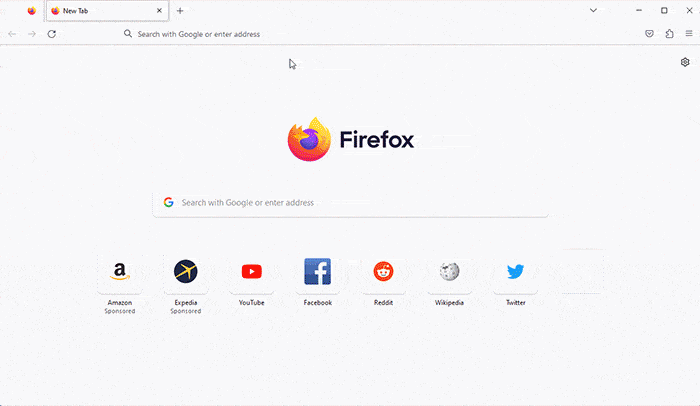 New Tab
Search with Google or enter address
Firefox
Search with Google or enter address
Amazon
Sponsored
Expedia
Sponsored
YouTube
Facebook
Reddit
Wikipedia
Twitter